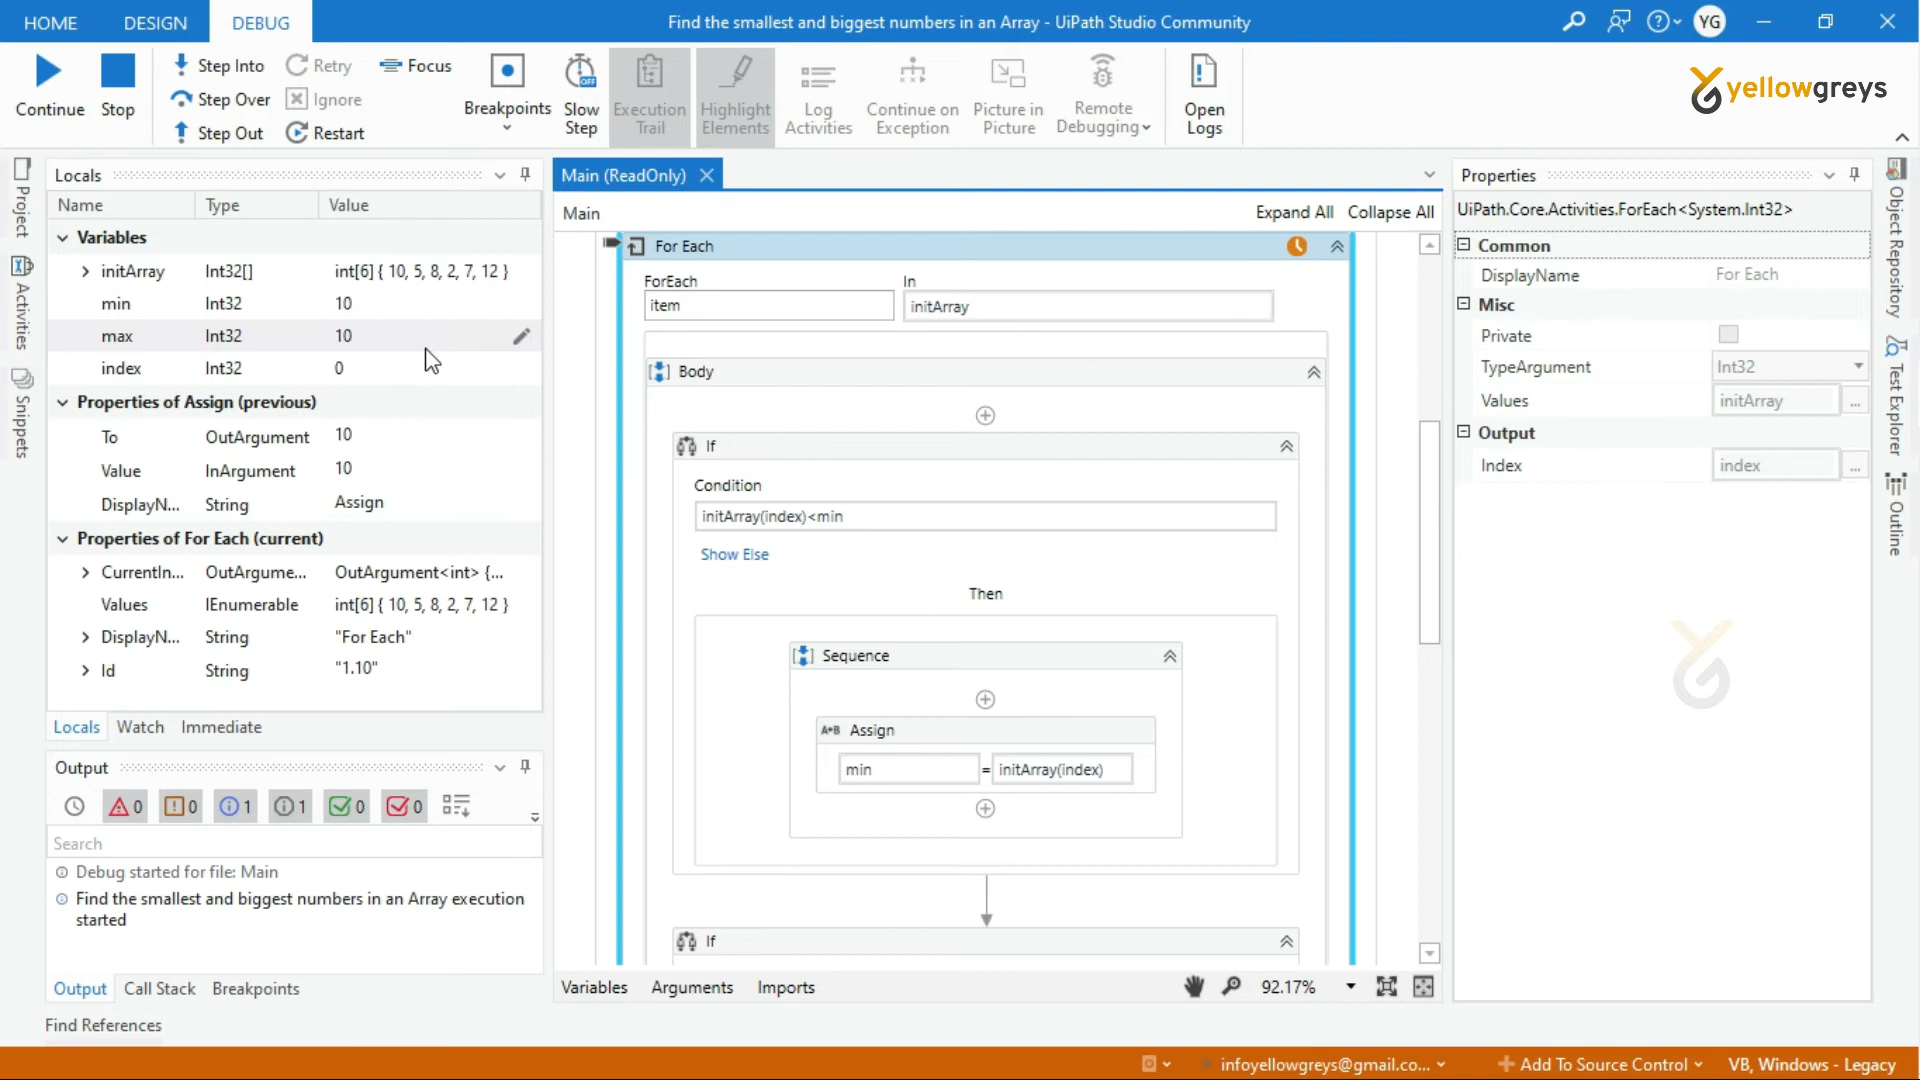 HOME DESIGN DEBUG Find the smallest and biggest numbers in an Array - UiPath Studio Community YG
Continue Stop
Step Into Retry Focus
Step Over Ignore
Step Out Restart
Breakpoints
Slow Step OFF
Execution Trail
Highlight Elements
Log Activities
Continue on Exception
Picture in Picture
Remote Debugging
Open Logs
yellowgreys
Project
Activities
Snippets
Locals
Name Type Value
Variables
initArray Int32[] int[6] { 10, 5, 8, 2, 7, 12 }
min Int32 10
max Int32 10
index Int32 0
Properties of Assign (previous)
To OutArgument 10
Value InArgument 10
DisplayN... String Assign
Properties of For Each (current)
CurrentIn... OutArgume... OutArgument<int> {...
Values IEnumerable int[6] { 10, 5, 8, 2, 7, 12 }
DisplayN... String "For Each"
Id String "1.10"
Locals Watch Immediate
Output
0 0 1 1 0 0
Search
Debug started for file: Main
Find the smallest and biggest numbers in an Array execution
started
Output Call Stack Breakpoints
Find References
Main (ReadOnly)
Main Expand All Collapse All
For Each
ForEach In
item initArray
Body
If
Condition
initArray(index)<min
Show Else
Then
Sequence
A+B Assign
min = initArray(index)
If
Variables Arguments Imports 92.17%
Properties
UiPath.Core.Activities.ForEach<System.Int32>
Common
DisplayName For Each
Misc
Private
TypeArgument Int32
Values initArray ...
Output
Index index ...
Object Repository
Test Explorer
Outline
infoyellowgreys@gmail.co... Add To Source Control VB, Windows - Legacy